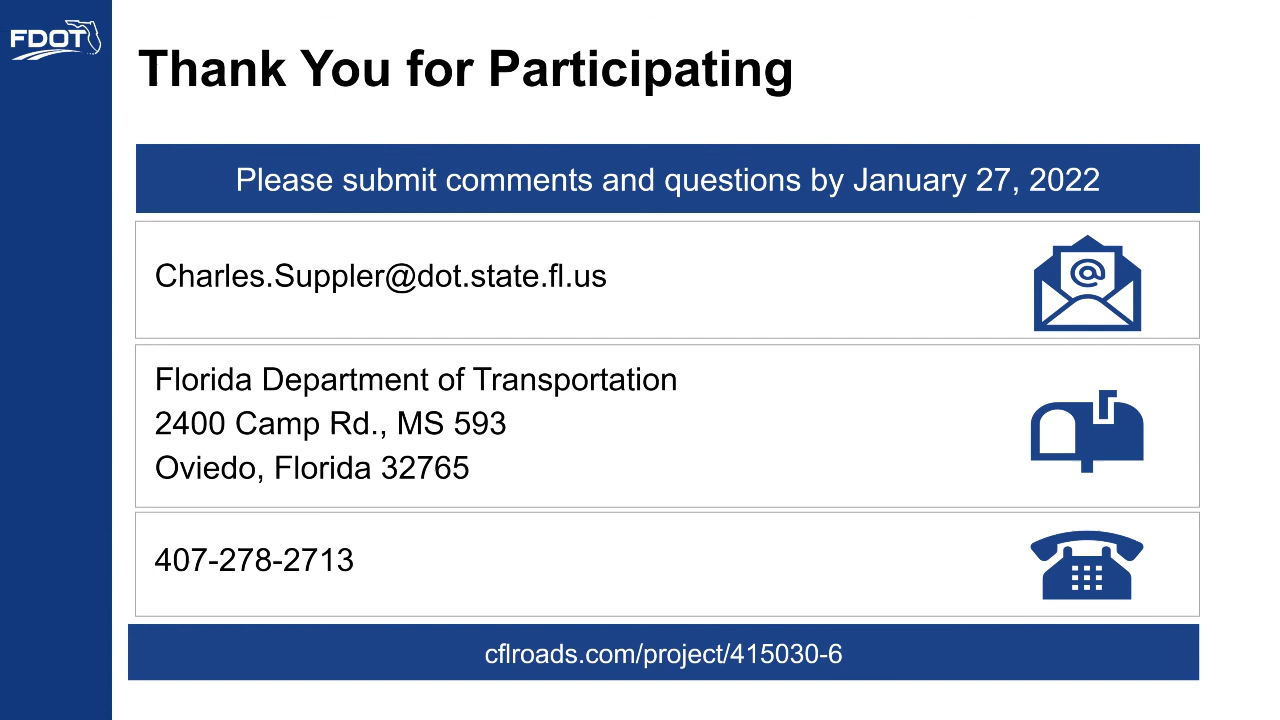 FDOT
Thank You for Participating
Please submit comments and questions by January 27, 2022
Charles.Suppler@dot.state.fl.us
@
Florida Department of Transportation
2400 Camp Rd., MS 593
Oviedo, Florida 32765
407-278-2713
cflroads.com/project/415030-6